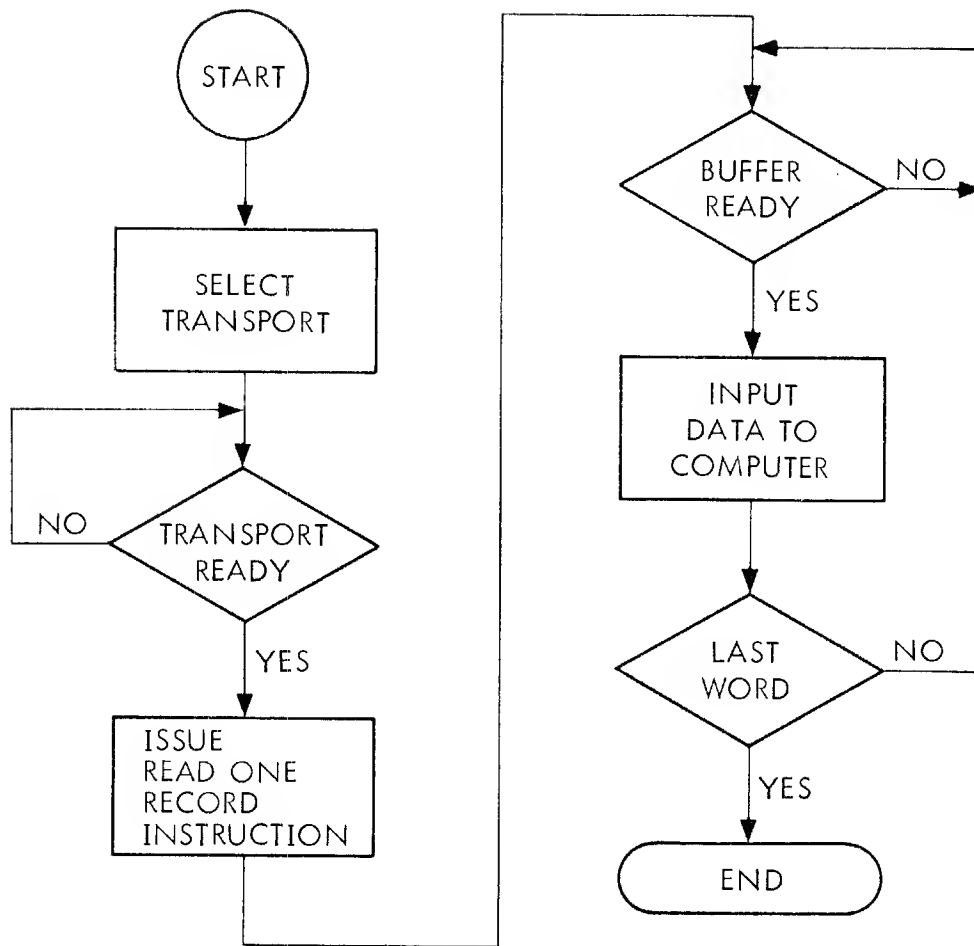 START
SELECT
TRANSPORT
NO
TRANSPORT
READY
YES
ISSUE
READ ONE
RECORD
INSTRUCTION
BUFFER
READY
NO
YES
INPUT
DATA TO
COMPUTER
LAST
WORD
NO
YES
END